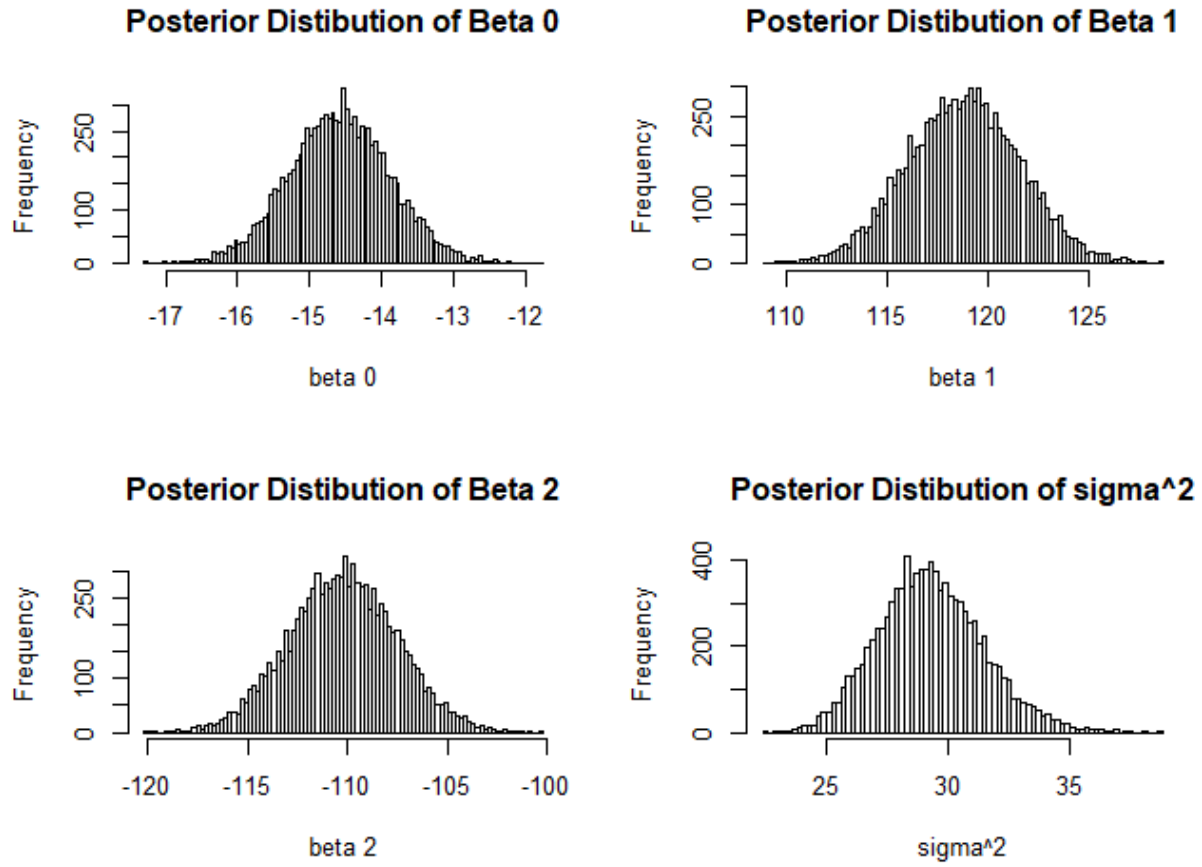 Posterior Distibution of Beta 0
Frequency
0 100 250
-17 -16 -15 -14 -13 -12
beta 0
Posterior Distibution of Beta 1
Frequency
0 100 250
110 115 120 125
beta 1
Posterior Distibution of Beta 2
Frequency
0 100 250
-120 -115 -110 -105 -100
beta 2
Posterior Distibution of sigma^2
Frequency
0 200 400
25 30 35
sigma^2